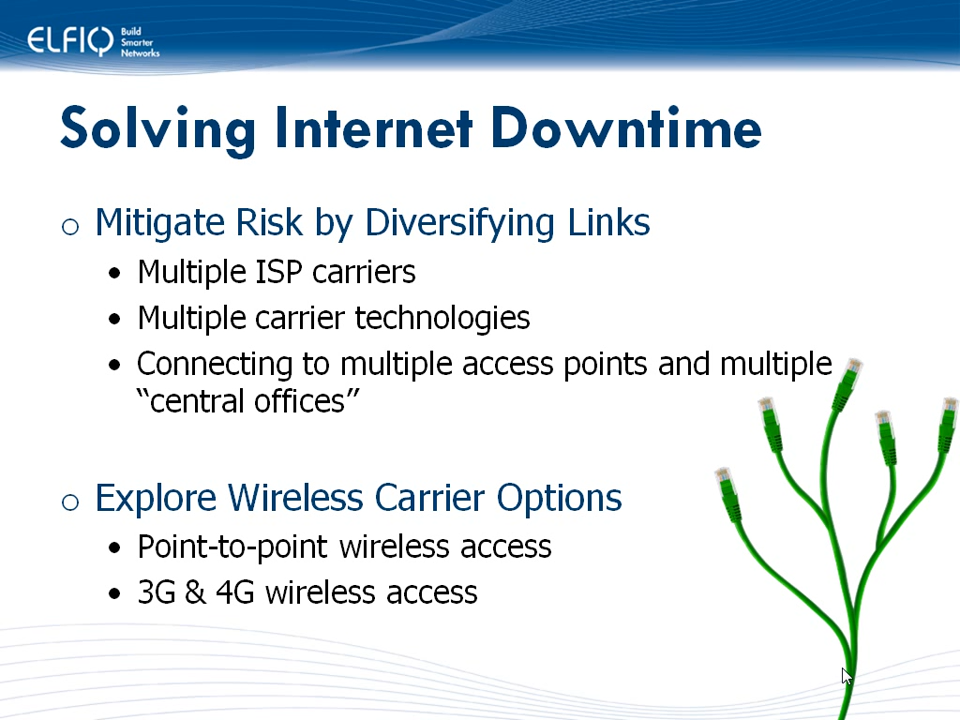 ELFIQ
Build
Smarter
Networks
Solving Internet Downtime
o Mitigate Risk by Diversifying Links
• Multiple ISP carriers
• Multiple carrier technologies
• Connecting to multiple access points and multiple
“central offices”
o Explore Wireless Carrier Options
• Point-to-point wireless access
• 3G & 4G wireless access